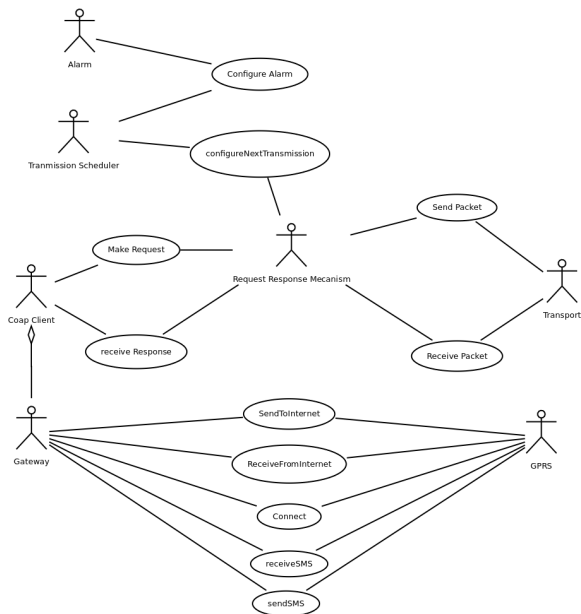 Alarm
Configure Alarm
Tranmission Scheduler
configureNextTransmission
Send Packet
Make Request
Request Response Mecanism
Coap Client
Transport
receive Response
Receive Packet
SendToInternet
Gateway
ReceiveFromInternet
GPRS
Connect
receiveSMS
sendSMS